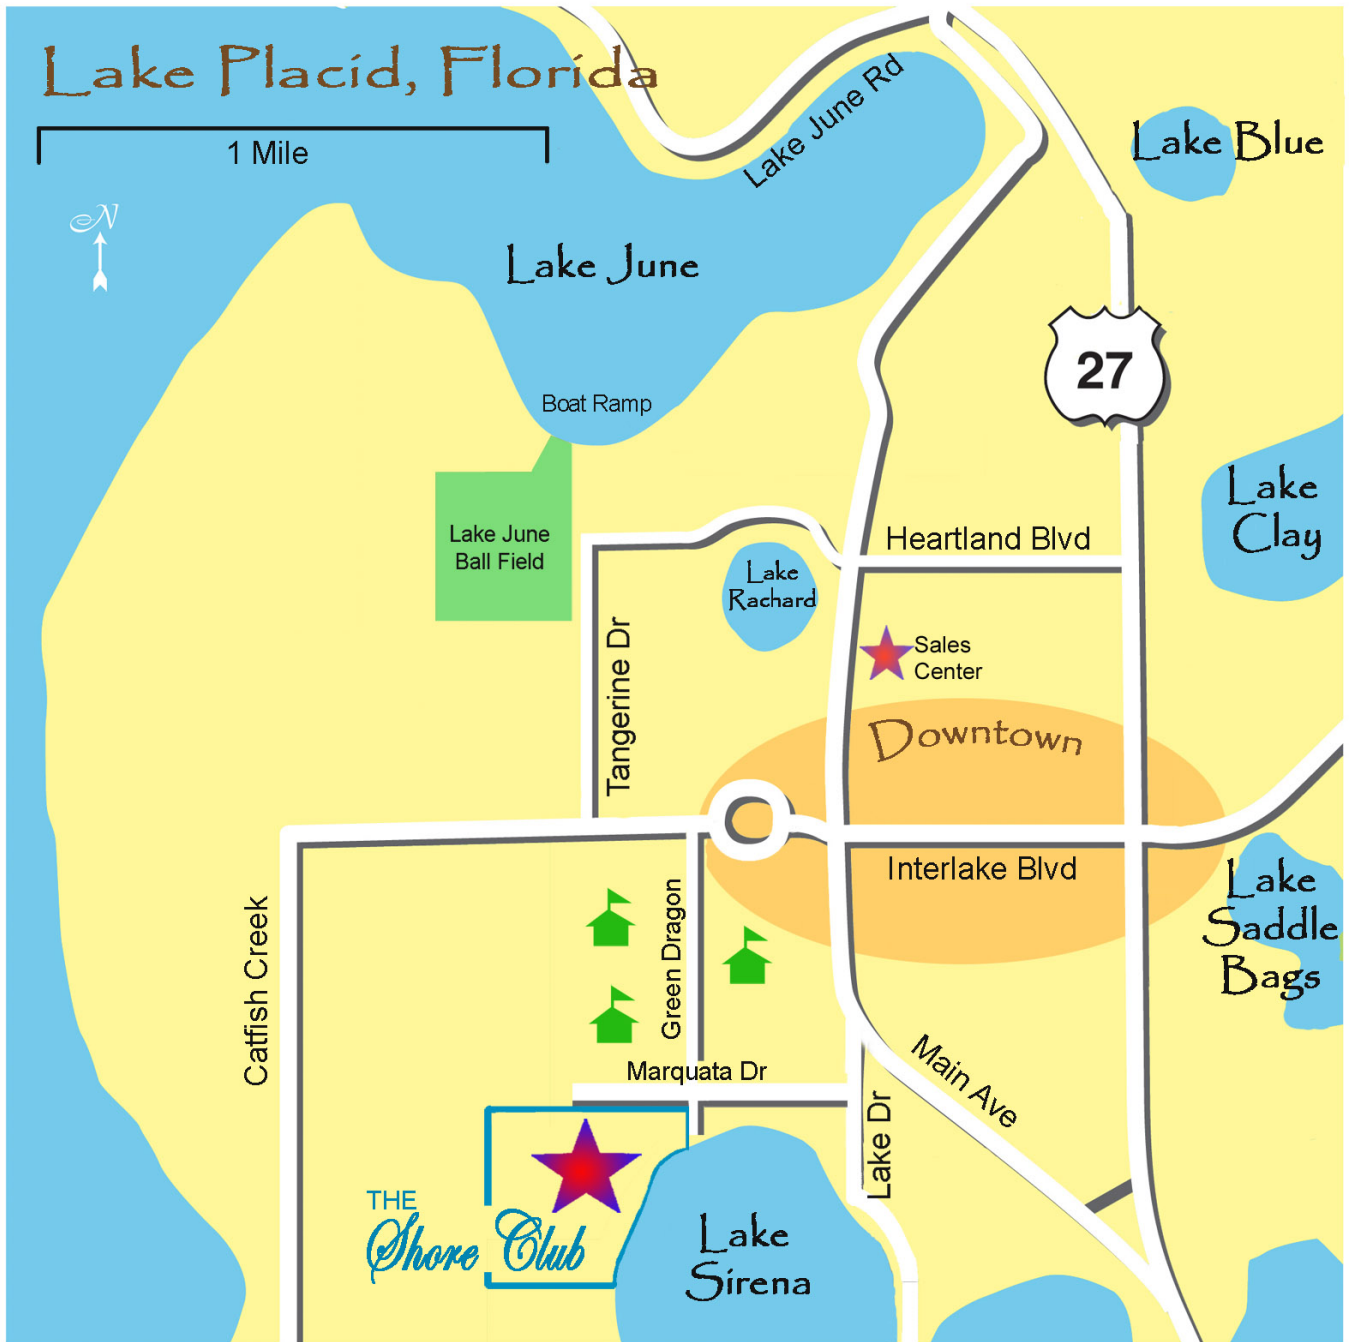 Lake Placid, Florida
1 Mile
N
Lake June Rd
Lake Blue
Lake June
27
Boat Ramp
Lake June
Ball Field
Heartland Blvd
Lake
Clay
Lake
Rachard
Tangerine Dr
Sales
Center
Downtown
Interlake Blvd
Lake
Saddle
Bags
Catfish Creek
Green Dragon
Marquata Dr
Main Ave
Lake Dr
THE
Shore Club
Lake
Sirena